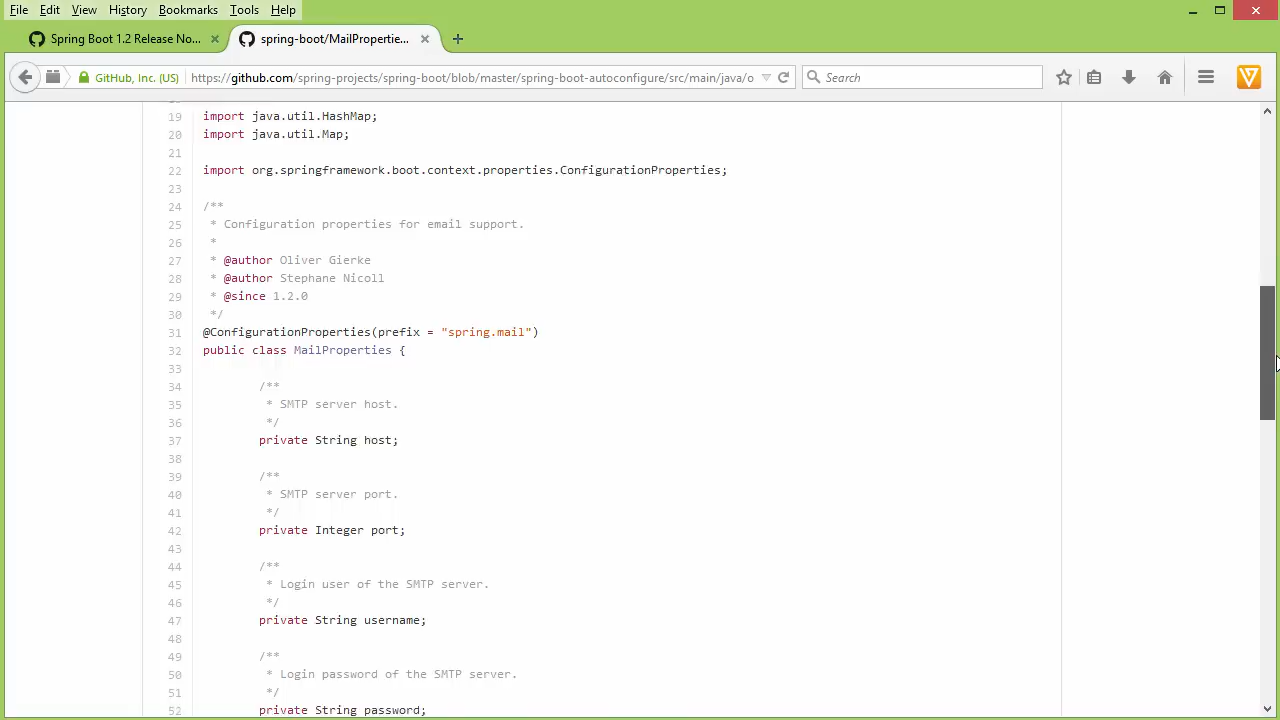 File Edit View History Bookmarks Tools Help
Spring Boot 1.2 Release No...
spring-boot/MailPropertie...
GitHub, Inc. (US) https://github.com/spring-projects/spring-boot/blob/master/spring-boot-autoconfigure/src/main/java/o Search
19 import java.util.HashMap;
20 import java.util.Map;
21
22 import org.springframework.boot.context.properties.ConfigurationProperties;
23
24 /**
25 * Configuration properties for email support.
26 *
27 * @author Oliver Gierke
28 * @author Stephane Nicoll
29 * @since 1.2.0
30 */
31 @ConfigurationProperties(prefix = "spring.mail")
32 public class MailProperties {
33
34 /**
35 * SMTP server host.
36 */
37 private String host;
38
39 /**
40 * SMTP server port.
41 */
42 private Integer port;
43
44 /**
45 * Login user of the SMTP server.
46 */
47 private String username;
48
49 /**
50 * Login password of the SMTP server.
51 */
52 private String password;